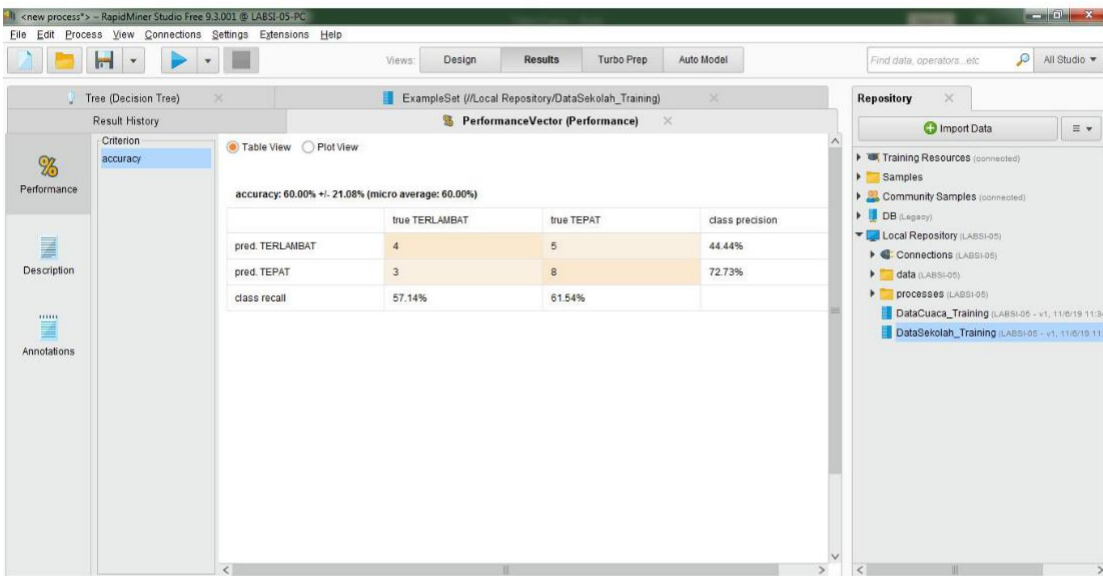 <new process*> – RapidMiner Studio Free 9.3.001 @ LABSI-05-PC
File Edit Process View Connections Settings Extensions Help
Views: Design Results Turbo Prep Auto Model
Find data, operators...etc
All Studio
Tree (Decision Tree)
ExampleSet (//Local Repository/DataSekolah_Training)
Result History
PerformanceVector (Performance)
Performance
Description
Annotations
Criterion
accuracy
Table View Plot View
accuracy: 60.00% +/- 21.08% (micro average: 60.00%)
true TERLAMBAT true TEPAT class precision
pred. TERLAMBAT 4 5 44.44%
pred. TEPAT 3 8 72.73%
class recall 57.14% 61.54%
Repository
Import Data
Training Resources (connected)
Samples
Community Samples (connected)
DB (Legacy)
Local Repository (LABSI-05)
Connections (LABSI-05)
data (LABSI-05)
processes (LABSI-05)
DataCuaca_Training (LABSI-05 - v1, 11/6/19 11:3
DataSekolah_Training (LABSI-05 - v1, 11/6/19 11: